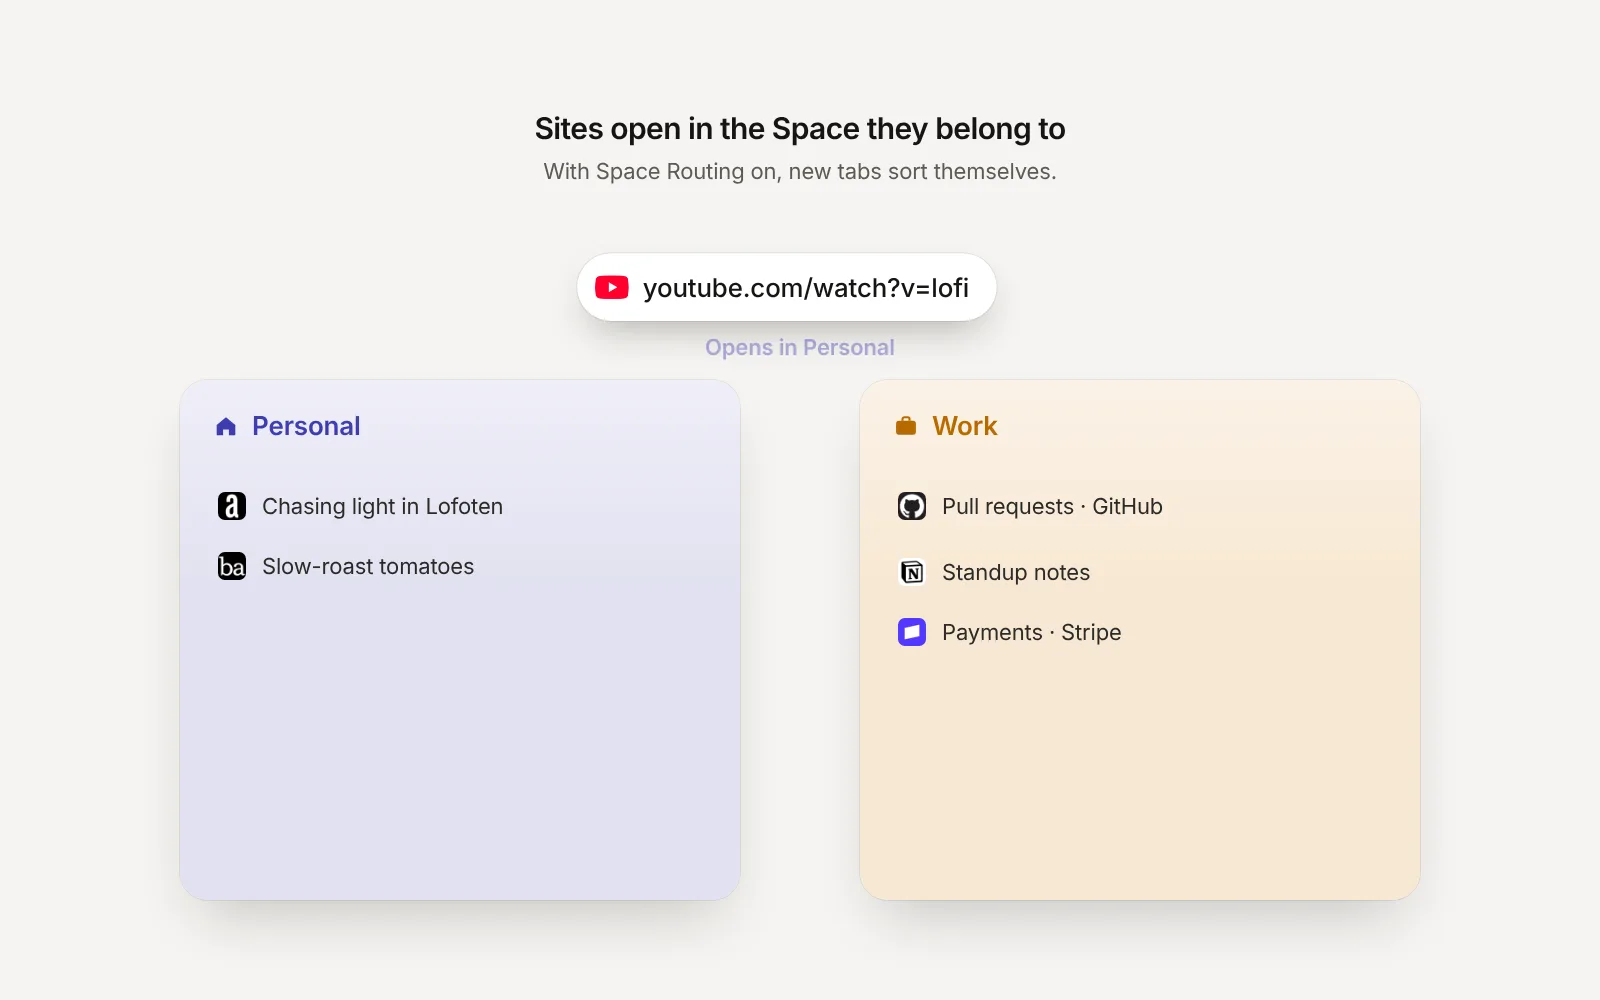 Sites open in the Space they belong to
With Space Routing on, new tabs sort themselves.
youtube.com/watch?v=lofi
Opens in Personal
Personal
a Chasing light in Lofoten
ba Slow-roast tomatoes
Work
Pull requests · GitHub
N Standup notes
Payments · Stripe